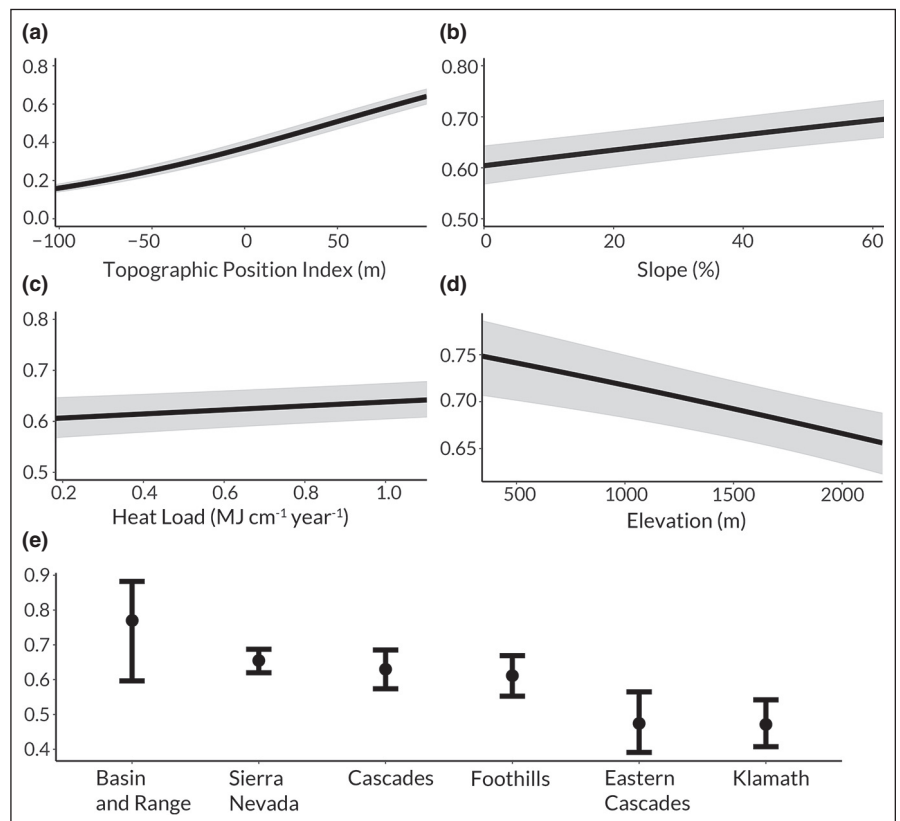 (a)
0.8
0.6
0.4
0.2
0.0
−100 −50 0 50
Topographic Position Index (m)
(b)
0.80
0.70
0.60
0.50
0 20 40 60
Slope (%)
(c)
0.8
0.7
0.6
0.5
0.2 0.4 0.6 0.8 1.0
Heat Load (MJ cm⁻¹ year⁻¹)
(d)
0.75
0.70
0.65
500 1000 1500 2000
Elevation (m)
(e)
0.9
0.8
0.7
0.6
0.5
0.4
Basin
and Range
Sierra
Nevada
Cascades
Foothills
Eastern
Cascades
Klamath